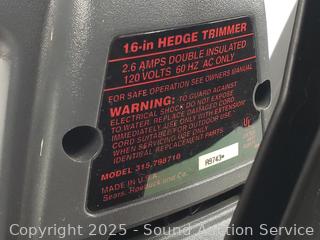 16-in HEDGE TRIMMER
2.6 AMPS DOUBLE INSULATED
120 VOLTS 60 HZ AC ONLY
FOR SAFE OPERATION SEE OWNERS MANUAL
WARNING: TO GUARD AGAINST
ELECTRICAL SHOCK DO NOT EXPOSE
TO WATER. REPLACE DAMAGED CORD
IMMEDIATELY USE ONLY WITH EXTENSION
CORD SUITABLE FOR OUTDOOR USE
WHEN SERVICING USE ONLY
IDENTICAL REPLACEMENT PARTS.
MODEL 315.798710
MADE IN U.S.A.
Sears, Roebuck and Co.
R9743*
Copyright 2025 - Sound Auction Service